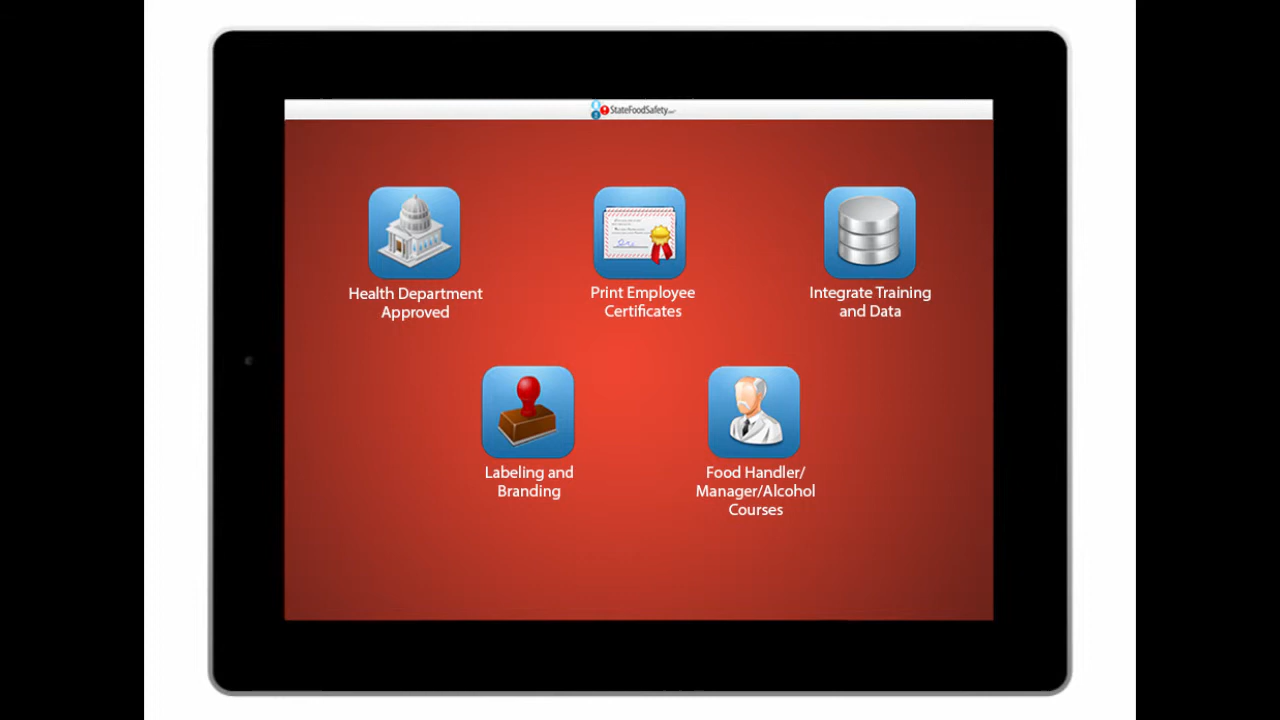 StateFoodSafety
Health Department
Approved
Print Employee
Certificates
Integrate Training
and Data
Labeling and
Branding
Food Handler/
Manager/Alcohol
Courses